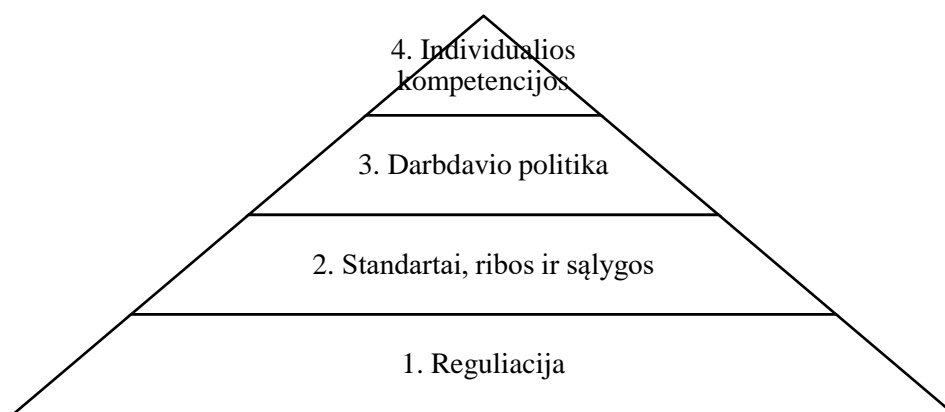 4. Individualios
kompetencijos
3. Darbdavio politika
2. Standartai, ribos ir sąlygos
1. Reguliacija